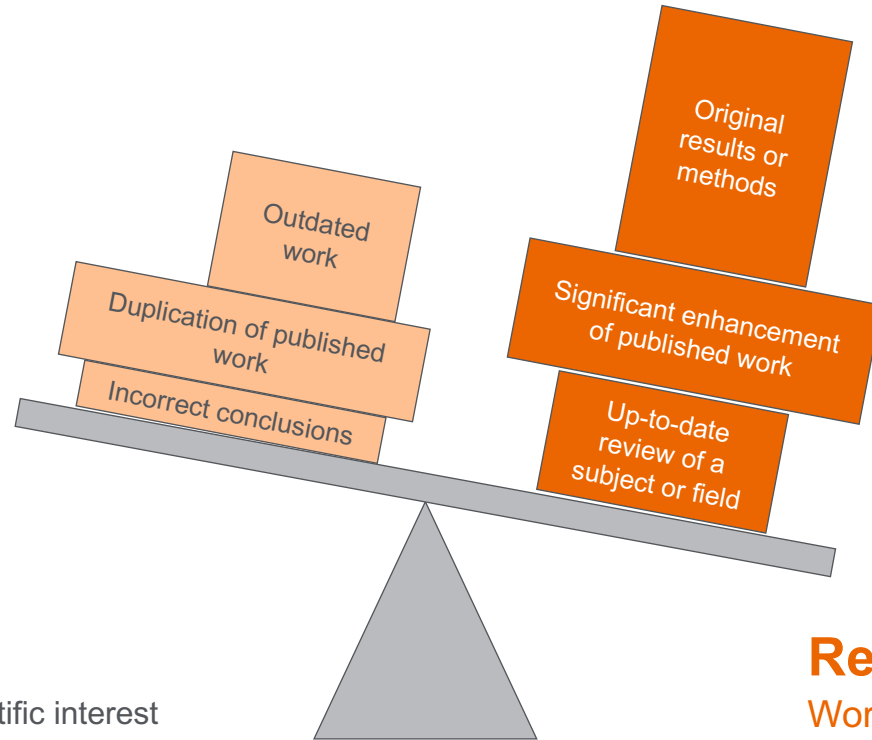 Original
results or
methods
Outdated
work
Significant enhancement
of published work
Duplication of published
work
Up-to-date
review of a
subject or field
Incorrect conclusions
interest